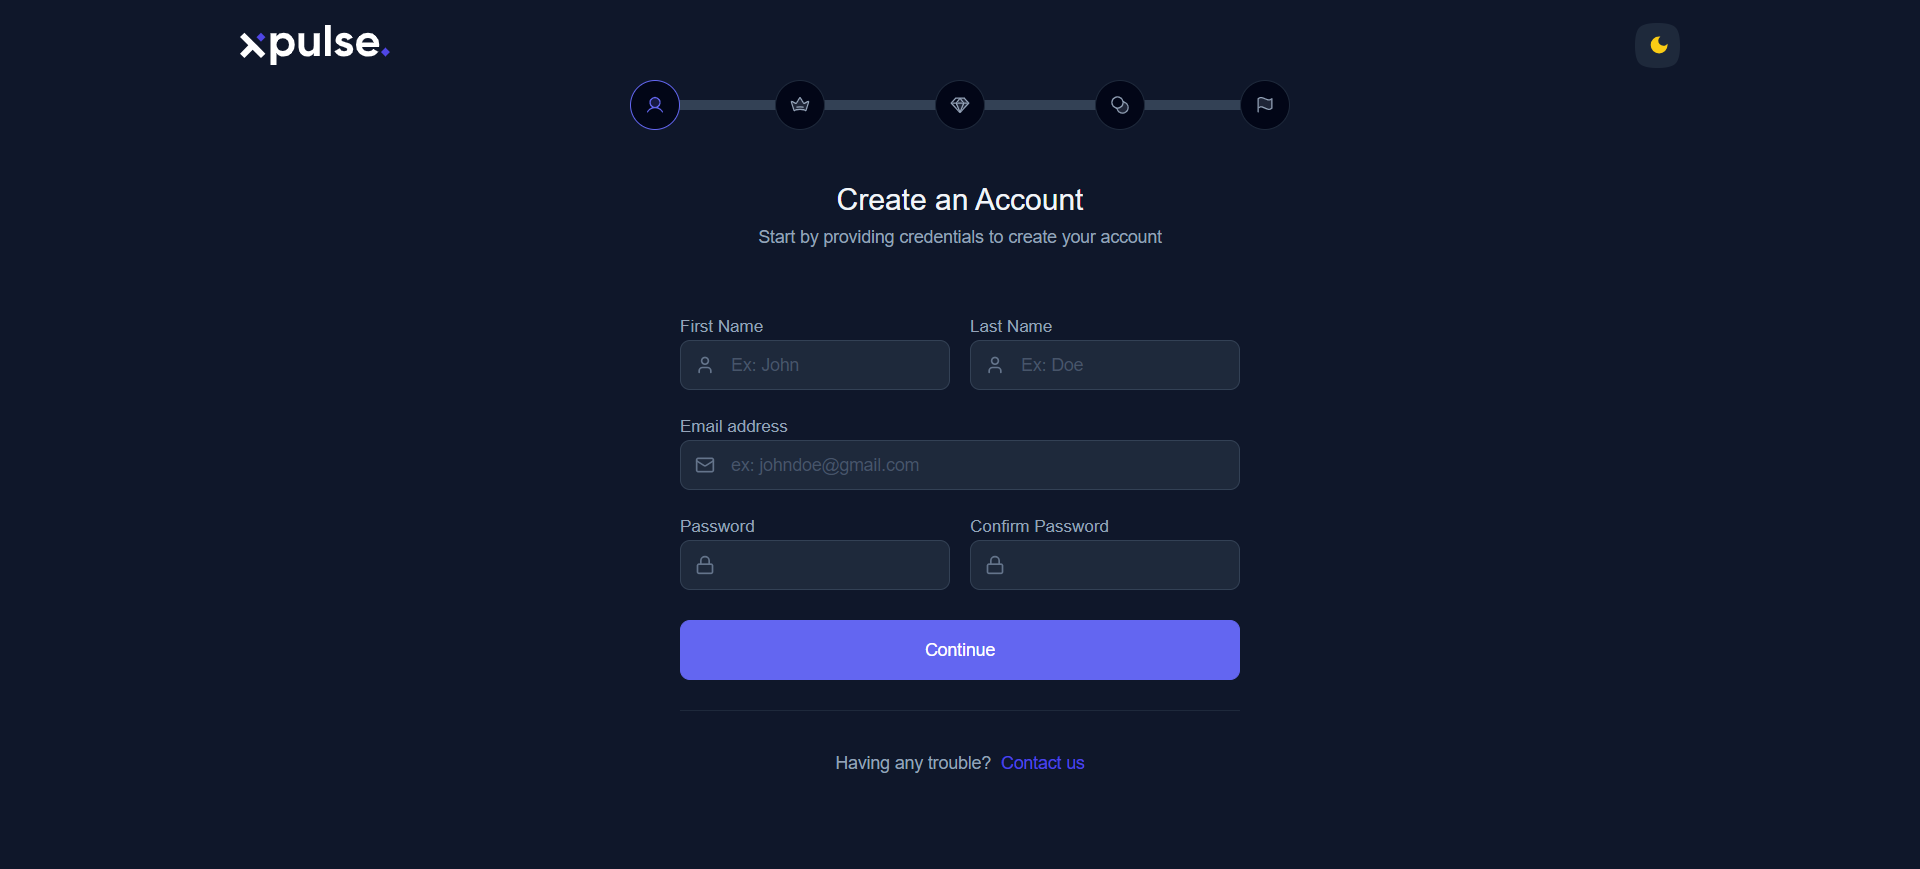 xpulse.
Create an Account
Start by providing credentials to create your account
First Name
Last Name
Ex: John
Ex: Doe
Email address
ex: johndoe@gmail.com
Password
Confirm Password
Continue
Having any trouble? Contact us